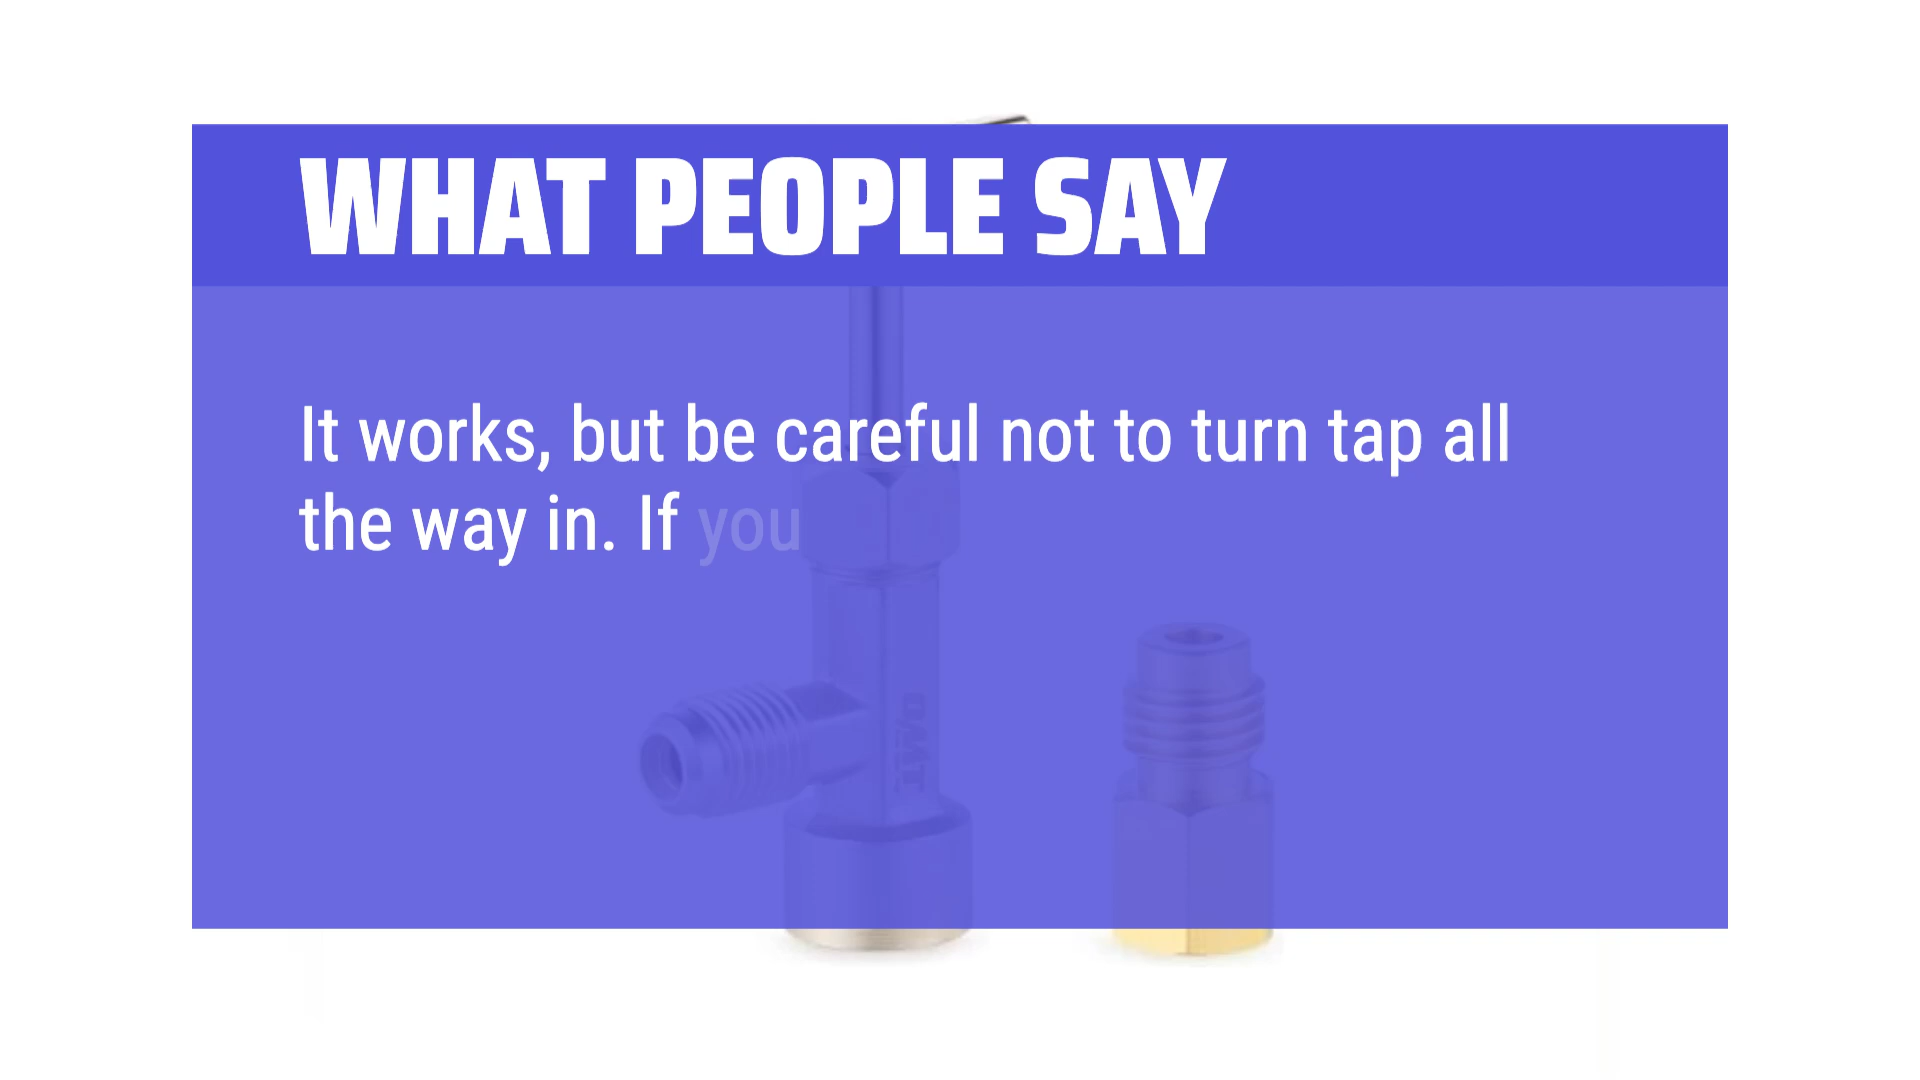 WHAT PEOPLE SAY
It works, but be careful not to turn tap all
the way in. If you